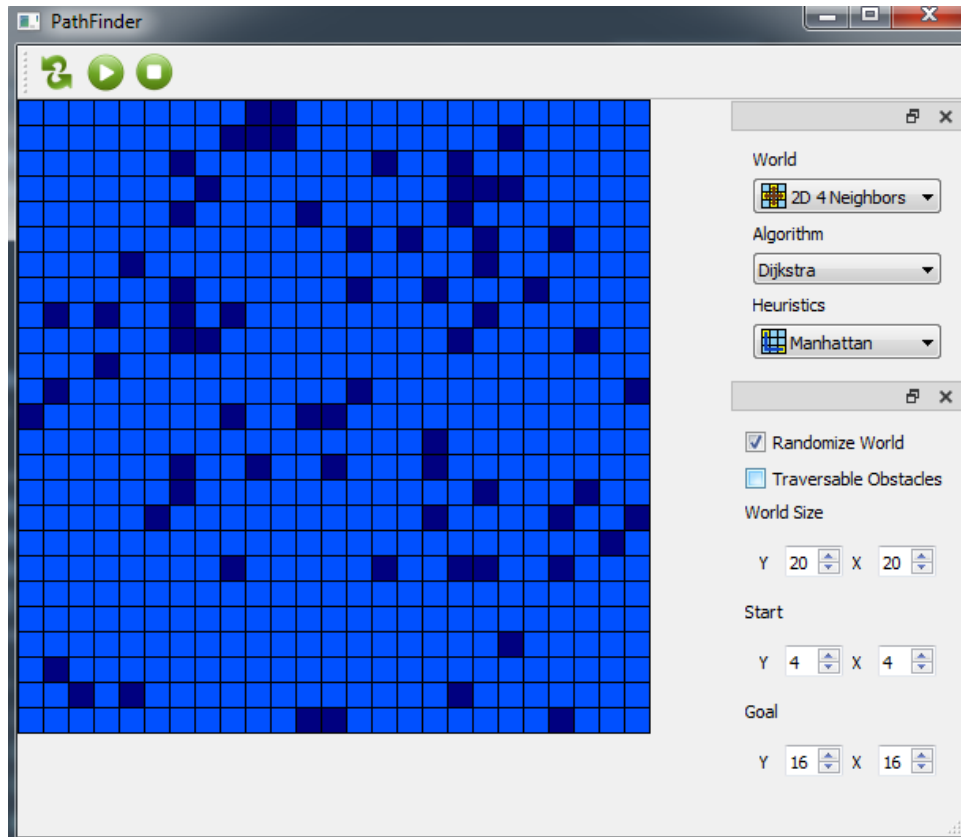 PathFinder
World
2D 4 Neighbors
Algorithm
Dijkstra
Heuristics
Manhattan
Randomize World
Traversable Obstacles
World Size
Y 20 X 20
Start
Y 4 X 4
Goal
Y 16 X 16